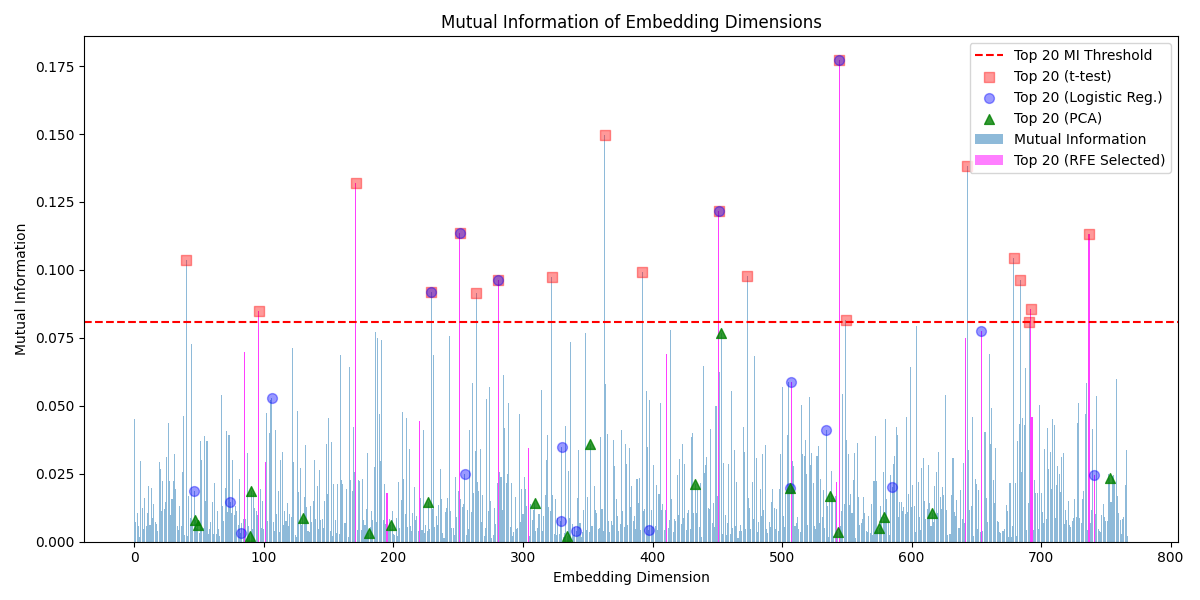 Mutual Information of Embedding Dimensions
Mutual Information
0.175
0.150
0.125
0.100
0.075
0.050
0.025
0.000
0
100
200
300
400
500
600
700
800
Embedding Dimension
Top 20 MI Threshold
Top 20 (t-test)
Top 20 (Logistic Reg.)
Top 20 (PCA)
Mutual Information
Top 20 (RFE Selected)